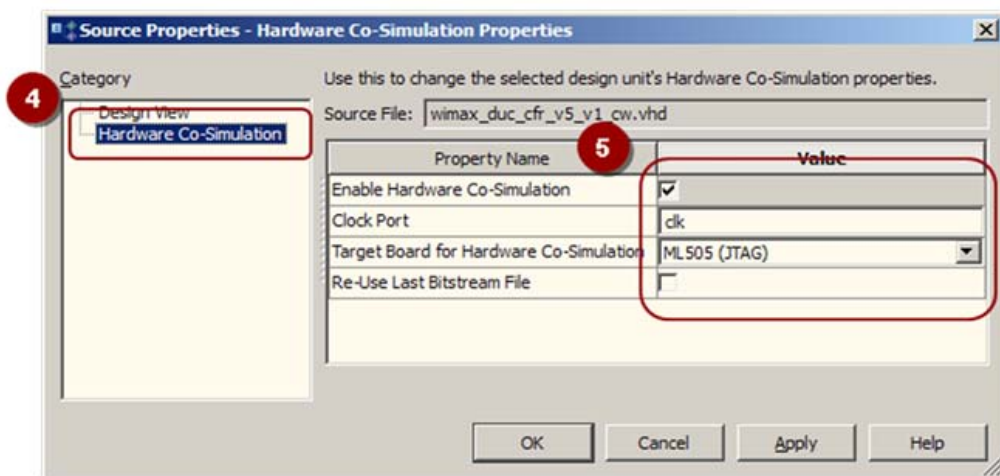 Source Properties - Hardware Co-Simulation Properties
Category
Use this to change the selected design unit's Hardware Co-Simulation properties.
4
Design View
Hardware Co-Simulation
Source File: wimax_duc_cfr_v5_v1_cw.vhd
5
Property Name Value
Enable Hardware Co-Simulation
Clock Port clk
Target Board for Hardware Co-Simulation ML505 (JTAG)
Re-Use Last Bitstream File
OK Cancel Apply Help